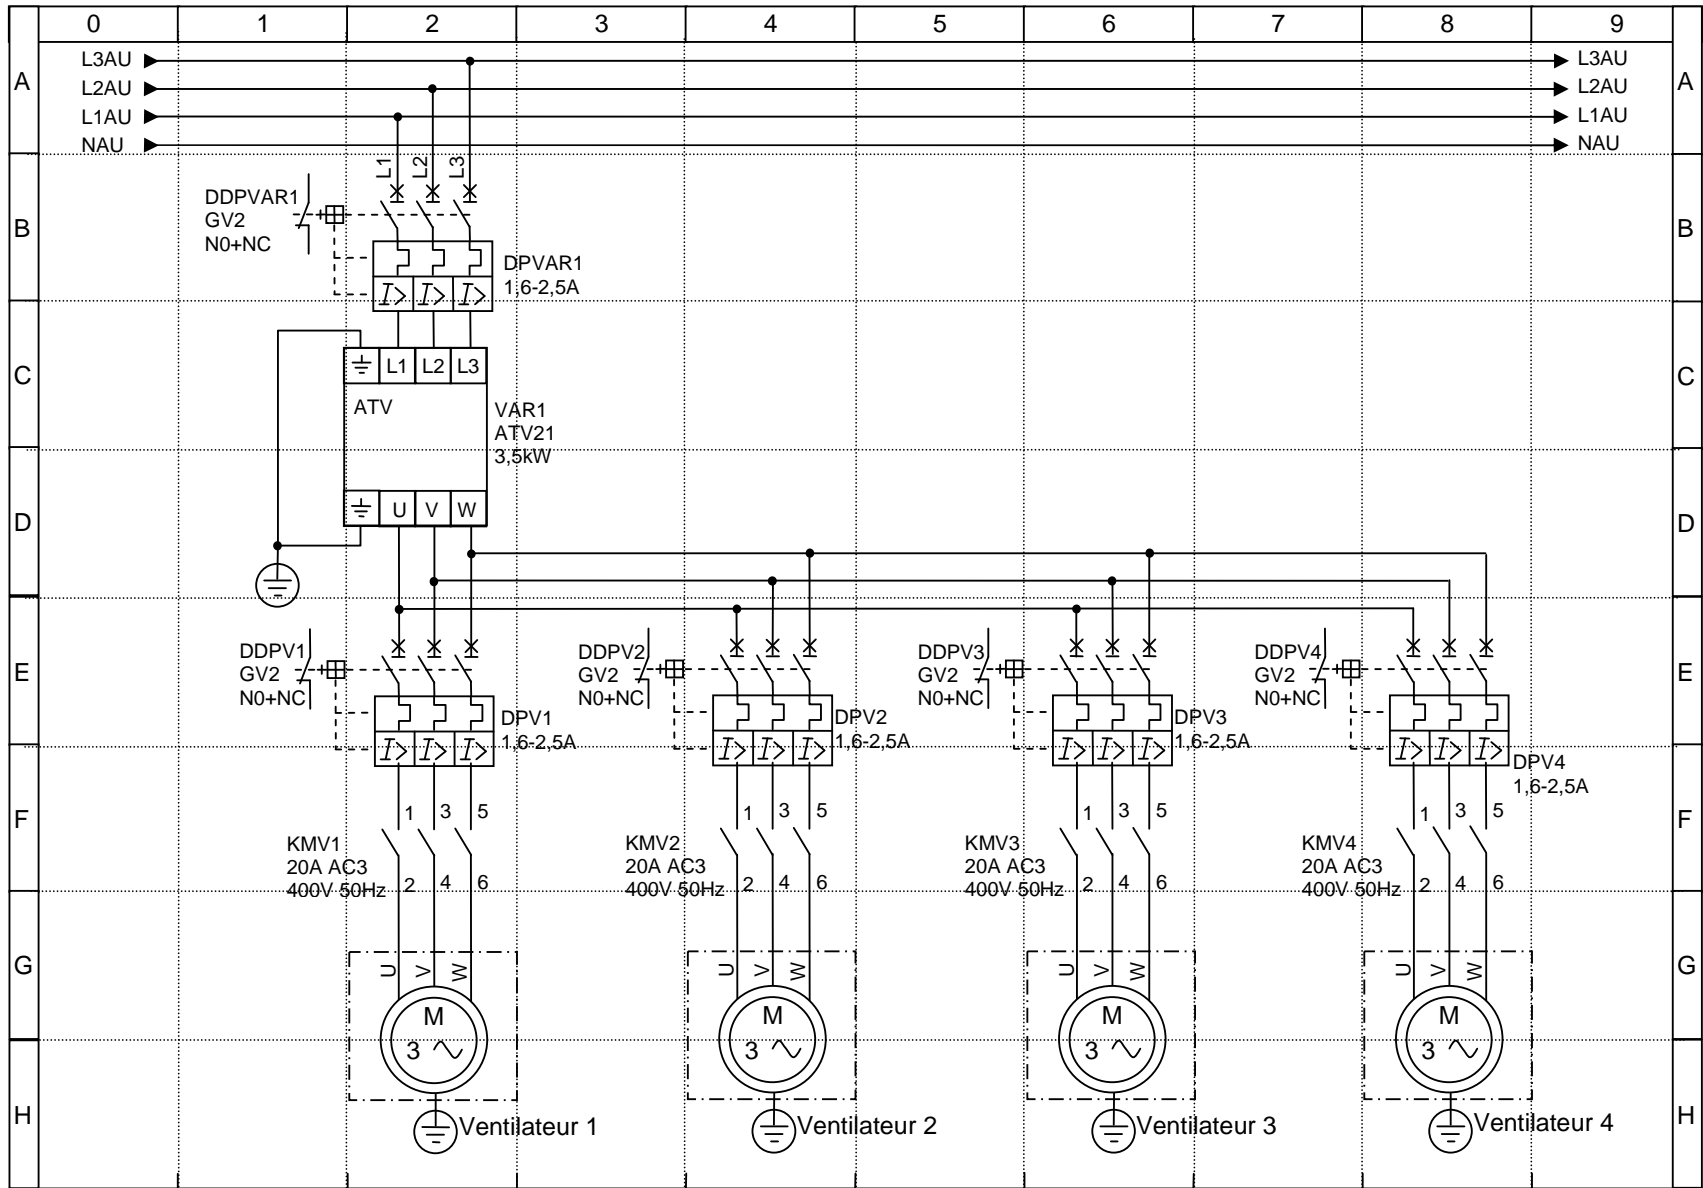 0 1 2 3 4 5 6 7 8 9
A A
L3AU L3AU
L2AU L2AU
L1AU L1AU
NAU NAU
L1 L2 L3
B B
DDPVAR1
GV2
N0+NC
DPVAR1
1,6-2,5A
I> I> I>
C C
L1 L2 L3
ATV
VAR1
ATV21
3,5kW
U V W
D D
E E
DDPV1
GV2
N0+NC
DPV1
1,6-2,5A
I> I> I>
DDPV2
GV2
N0+NC
DPV2
1,6-2,5A
I> I> I>
DDPV3
GV2
N0+NC
DPV3
1,6-2,5A
I> I> I>
DDPV4
GV2
N0+NC
DPV4
1,6-2,5A
I> I> I>
F F
1 3 5
KMV1
20A AC3
400V 50Hz
2 4 6
1 3 5
KMV2
20A AC3
400V 50Hz
2 4 6
1 3 5
KMV3
20A AC3
400V 50Hz
2 4 6
1 3 5
KMV4
20A AC3
400V 50Hz
2 4 6
G G
U V W
M
3
Ventilateur 1
U V W
M
3
Ventilateur 2
U V W
M
3
Ventilateur 3
U V W
M
3
Ventilateur 4
H H